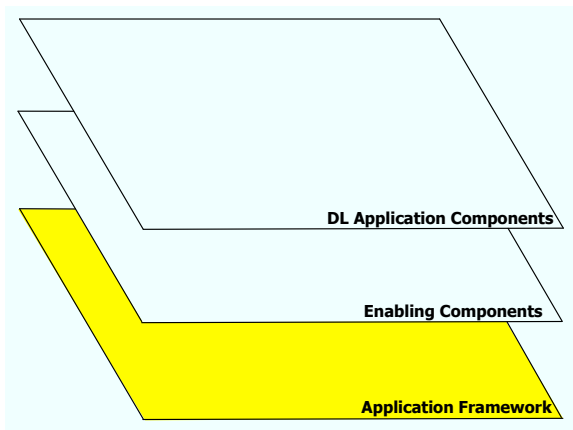 DL Application Components
Enabling Components
Application Framework